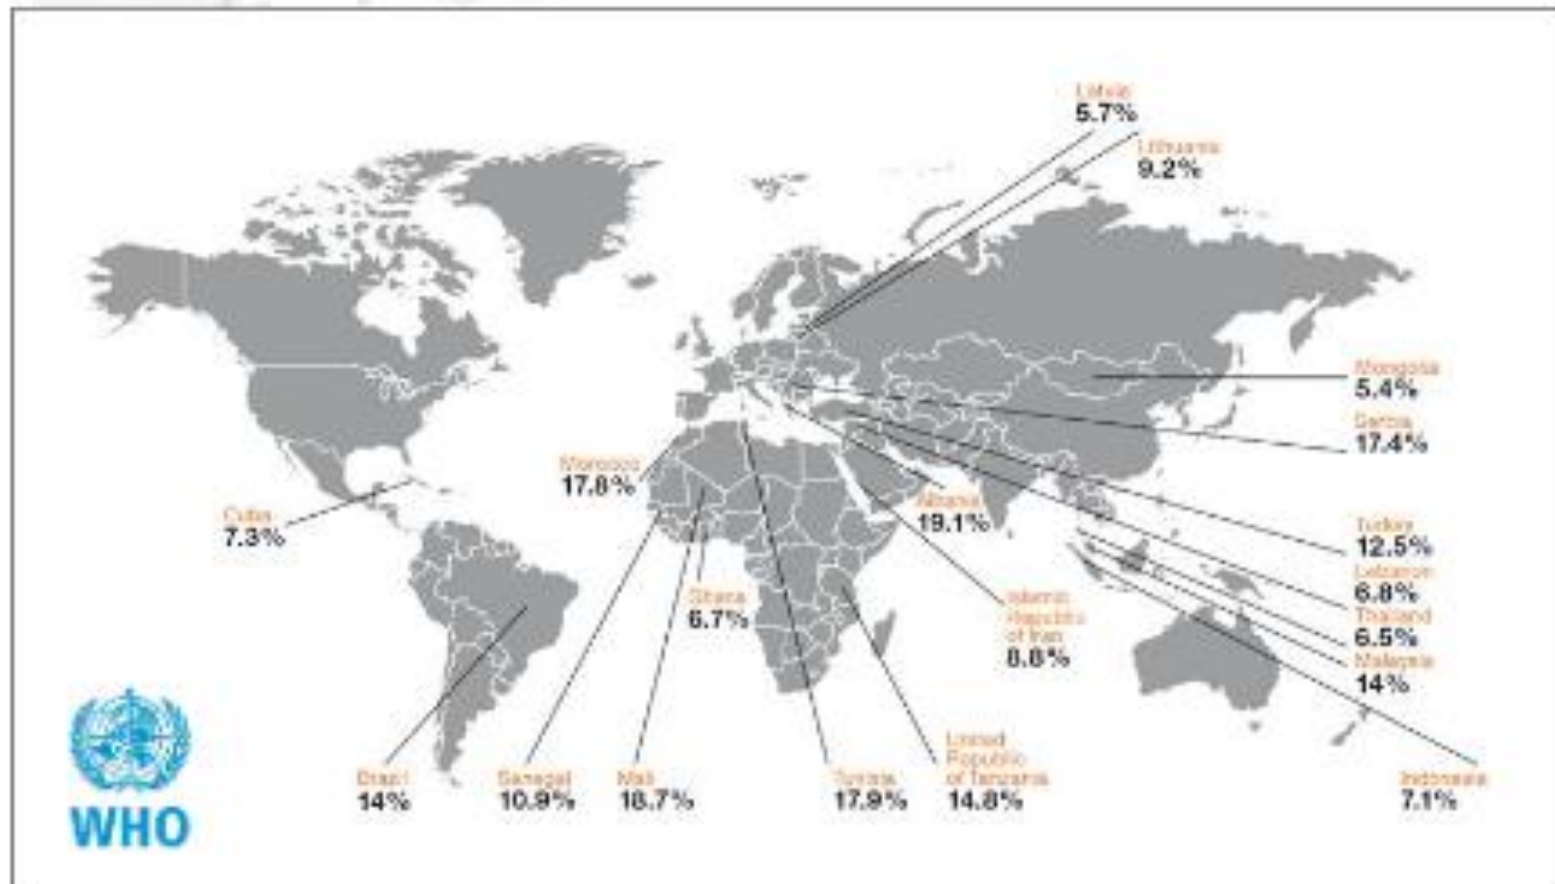 Latvia
5.7%
Lithuania
9.2%
Mongolia
5.4%
Serbia
17.4%
Morocco
17.8%
Albania
19.1%
Cuba
7.3%
Turkey
12.5%
Lebanon
6.8%
Ghana
6.7%
Islamic
Republic
of Iran
8.8%
Thailand
6.5%
Malaysia
14%
Brazil
14%
Senegal
10.9%
Mali
18.7%
Tunisia
17.9%
United
Republic
of Tanzania
14.8%
Indonesia
7.1%
WHO